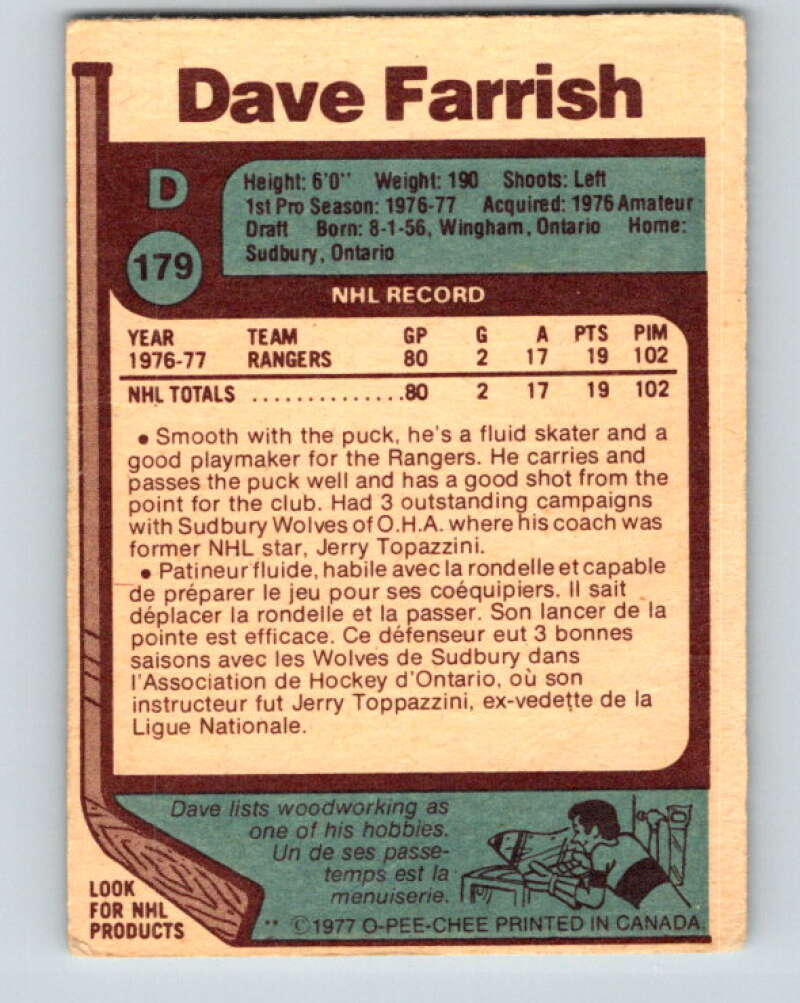 Dave Farrish
D
179
Height: 6'0" Weight: 190 Shoots: Left
1st Pro Season: 1976-77 Acquired: 1976 Amateur
Draft Born: 8-1-56, Wingham, Ontario Home:
Sudbury, Ontario
NHL RECORD
YEAR TEAM GP G A PTS PIM
1976-77 RANGERS 80 2 17 19 102
NHL TOTALS ...............80 2 17 19 102
• Smooth with the puck, he's a fluid skater and a
good playmaker for the Rangers. He carries and
passes the puck well and has a good shot from the
point for the club. Had 3 outstanding campaigns
with Sudbury Wolves of O.H.A. where his coach was
former NHL star, Jerry Topazzini.
• Patineur fluide, habile avec la rondelle et capable
de préparer le jeu pour ses coéquipiers. Il sait
déplacer la rondelle et la passer. Son lancer de la
pointe est efficace. Ce défenseur eut 3 bonnes
saisons avec les Wolves de Sudbury dans
l'Association de Hockey d'Ontario, où son
instructeur fut Jerry Toppazzini, ex-vedette de la
Ligue Nationale.
Dave lists woodworking as
one of his hobbies.
Un de ses passe-
temps est la
menuiserie.
LOOK
FOR NHL
PRODUCTS
** ©1977 O-PEE-CHEE PRINTED IN CANADA